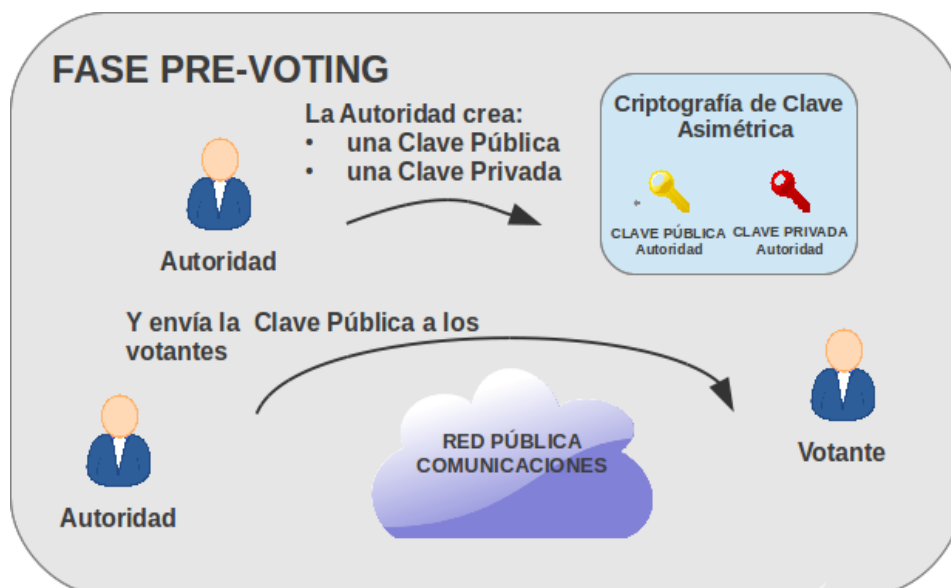 FASE PRE-VOTING
La Autoridad crea:
• una Clave Pública
• una Clave Privada
Autoridad
Criptografía de Clave
Asimétrica
CLAVE PÚBLICA
Autoridad
CLAVE PRIVADA
Autoridad
Y envía la Clave Pública a los
votantes
Autoridad
RED PÚBLICA
COMUNICACIONES
Votante